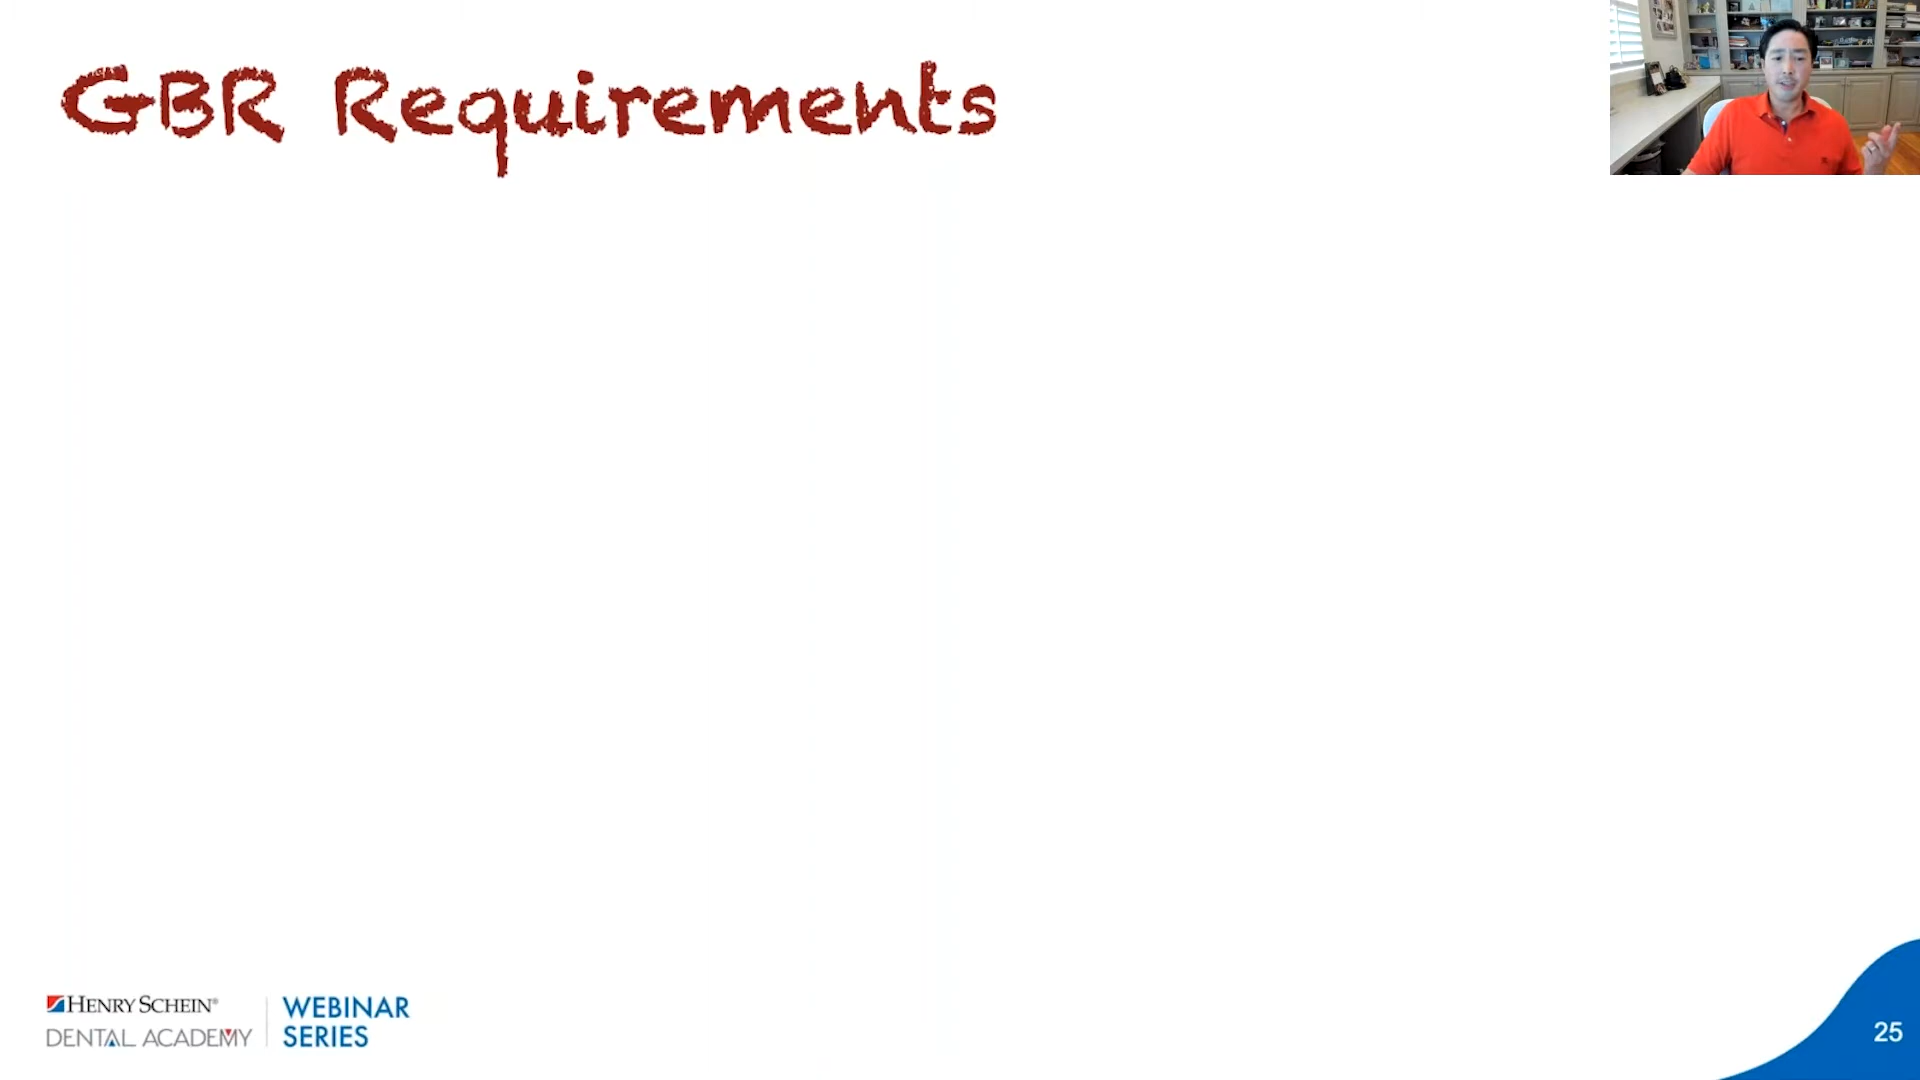 GBR Requirements
HENRY SCHEIN®
DENTAL ACADEMY
WEBINAR
SERIES
25